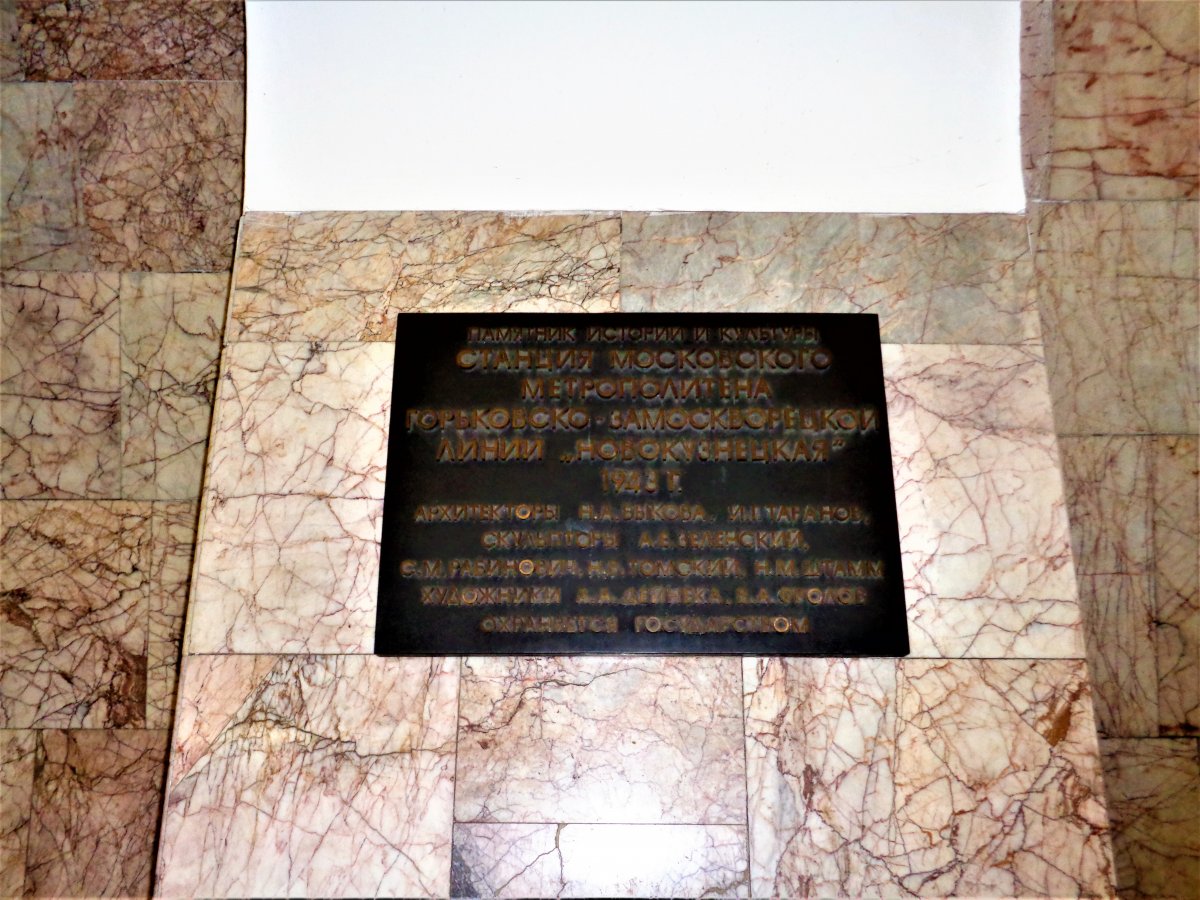 ПАМЯТНИК ИСТОРИИ И КУЛЬТУРЫ
СТАНЦИЯ МОСКОВСКОГО
МЕТРОПОЛИТЕНА
ГОРЬКОВСКО-ЗАМОСКВОРЕЦКОЙ
ЛИНИИ „НОВОКУЗНЕЦКАЯ"
1943 Г.
АРХИТЕКТОРЫ Н.А.БЫКОВА, И.Г.ТАРАНОВ,
СКУЛЬПТОРЫ А.Е.ЗЕЛЕНСКИЙ,
С.М.РАБИНОВИЧ, Н.В.ТОМСКИЙ, Н.М.ШТАММ
ХУДОЖНИКИ А.А.ДЕЙНЕКА, В.А.ФРОЛОВ
ОХРАНЯЕТСЯ ГОСУДАРСТВОМ